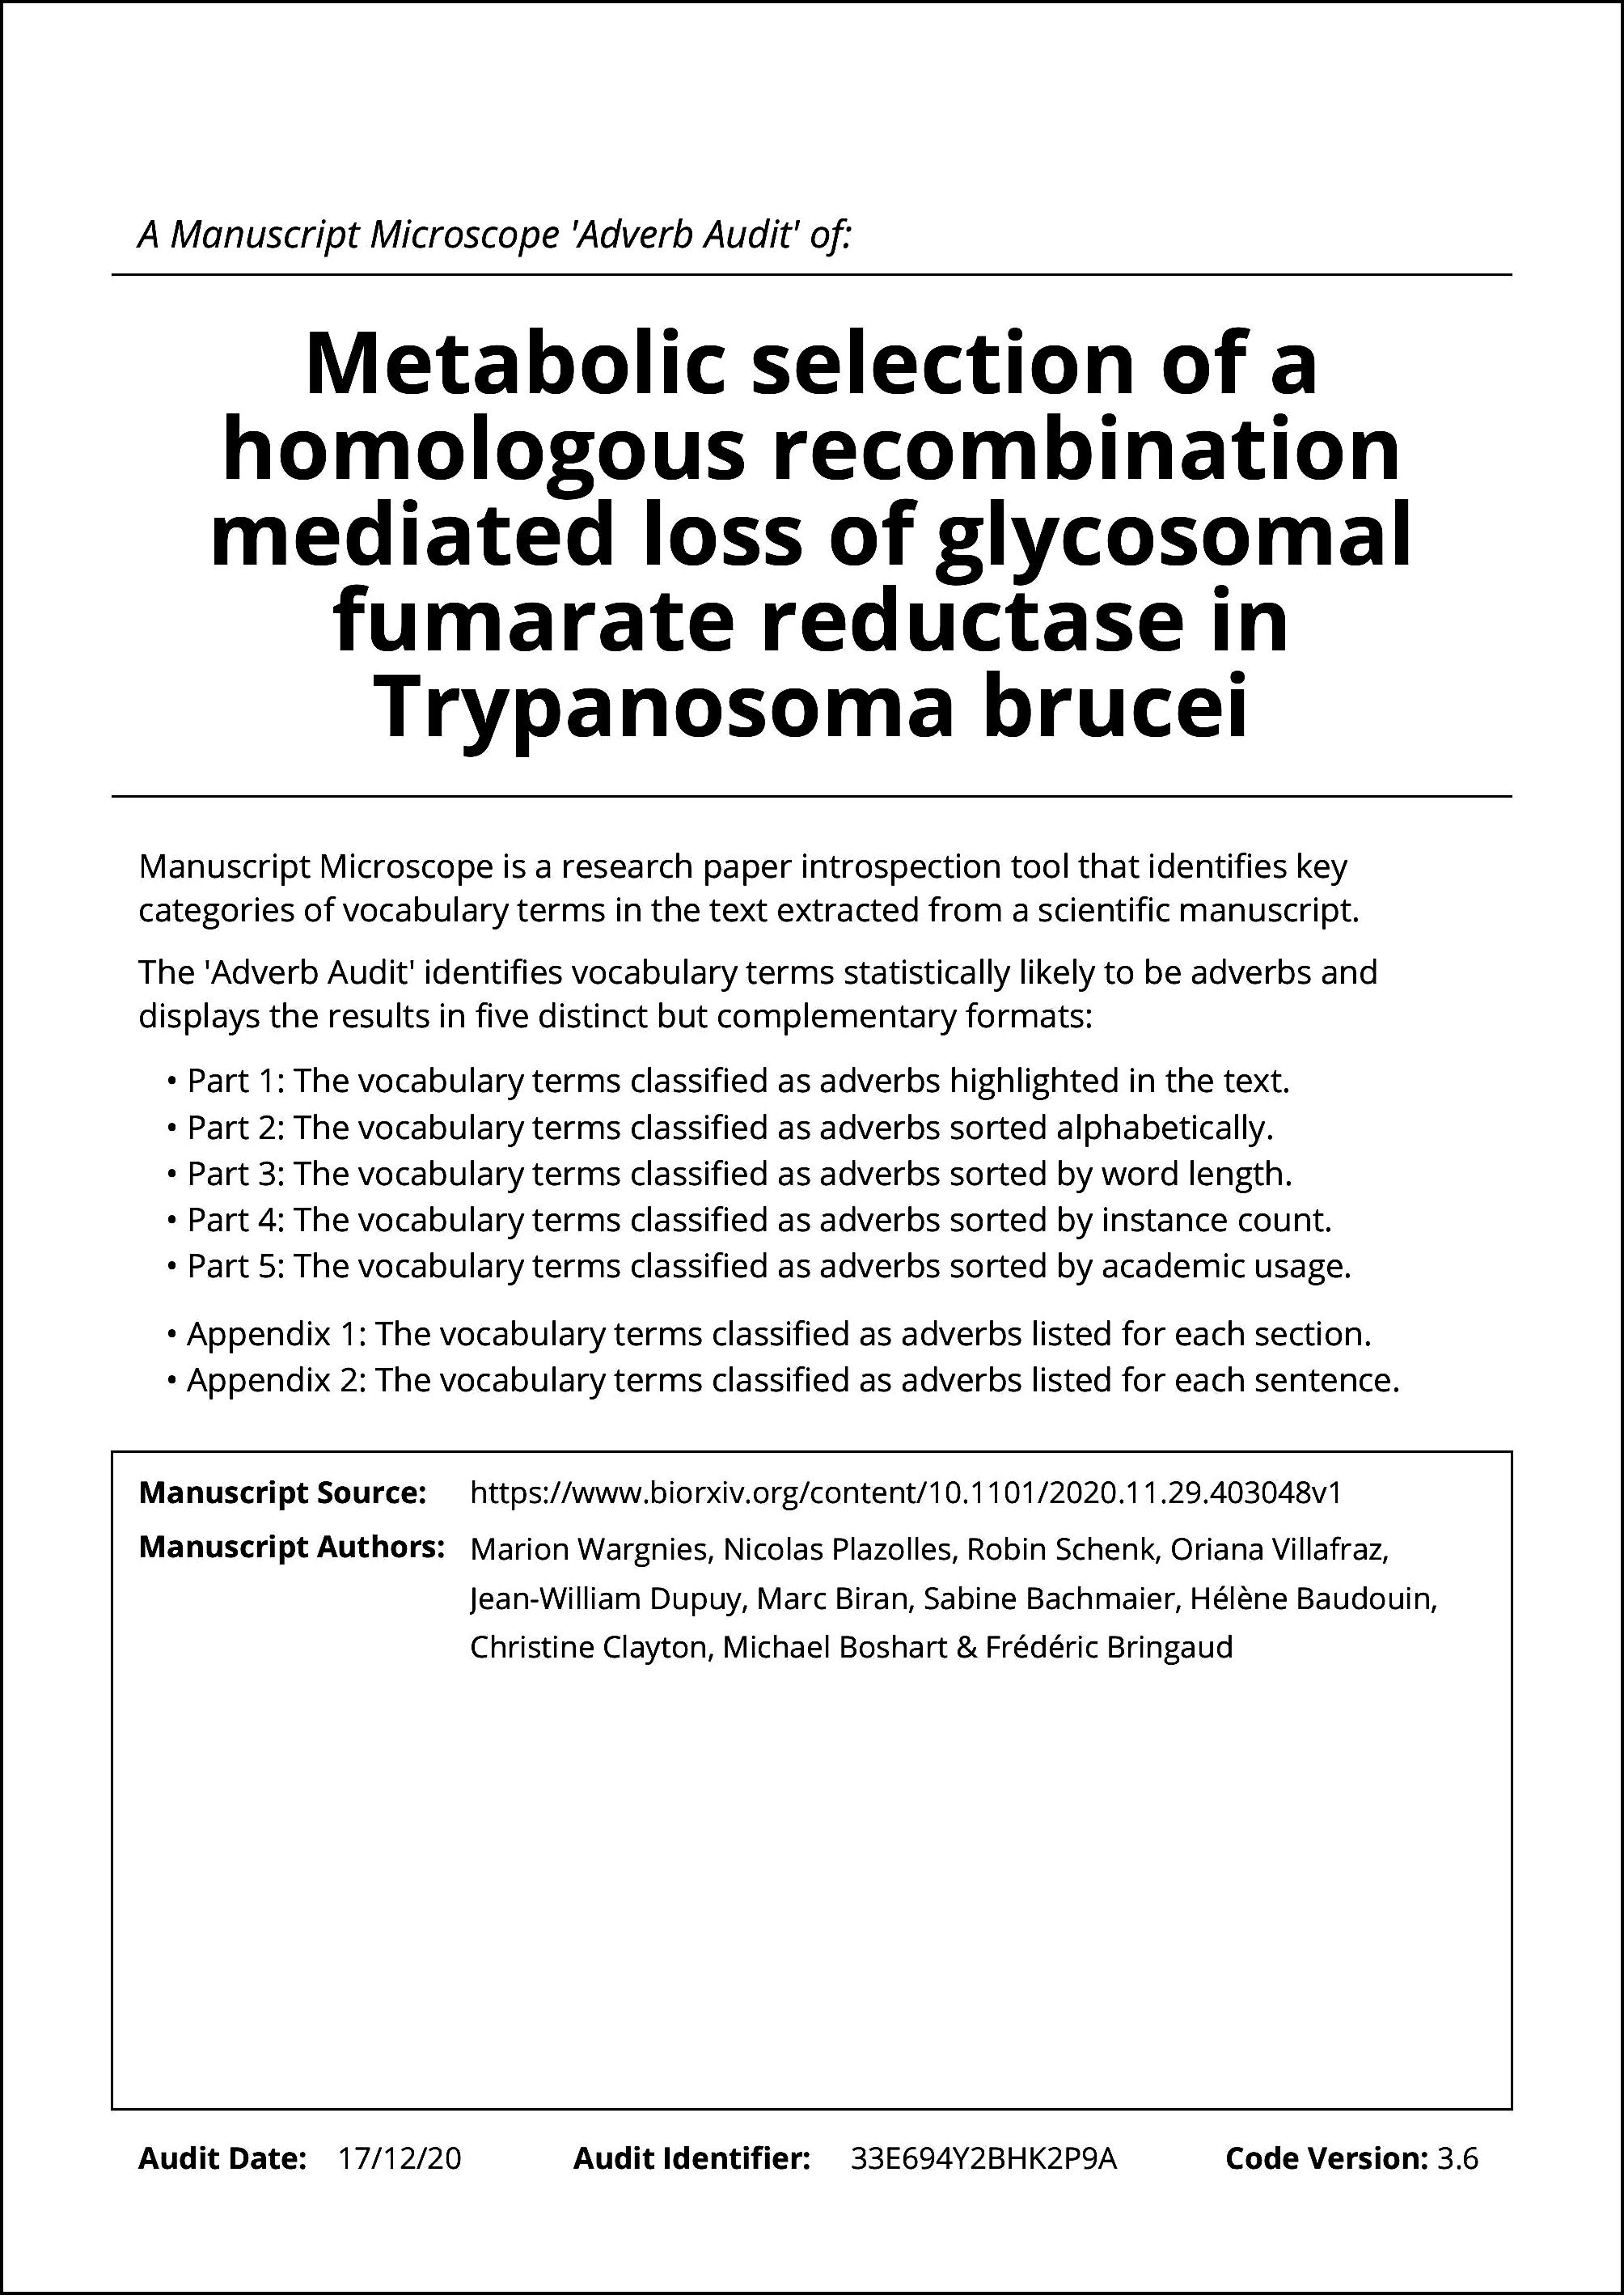 A Manuscript Microscope 'Adverb Audit' of:
Metabolic selection of a
homologous recombination
mediated loss of glycosomal
fumarate reductase in
Trypanosoma brucei
Manuscript Microscope is a research paper introspection tool that identifies key
categories of vocabulary terms in the text extracted from a scientific manuscript.
The 'Adverb Audit' identifies vocabulary terms statistically likely to be adverbs and
displays the results in five distinct but complementary formats:
• Part 1: The vocabulary terms classified as adverbs highlighted in the text.
• Part 2: The vocabulary terms classified as adverbs sorted alphabetically.
• Part 3: The vocabulary terms classified as adverbs sorted by word length.
• Part 4: The vocabulary terms classified as adverbs sorted by instance count.
• Part 5: The vocabulary terms classified as adverbs sorted by academic usage.
• Appendix 1: The vocabulary terms classified as adverbs listed for each section.
• Appendix 2: The vocabulary terms classified as adverbs listed for each sentence.
Manuscript Source: https://www.biorxiv.org/content/10.1101/2020.11.29.403048v1
Manuscript Authors: Marion Wargnies, Nicolas Plazolles, Robin Schenk, Oriana Villafraz,
Jean-William Dupuy, Marc Biran, Sabine Bachmaier, Hélène Baudouin,
Christine Clayton, Michael Boshart & Frédéric Bringaud
Audit Date: 17/12/20 Audit Identifier: 33E694Y2BHK2P9A Code Version: 3.6